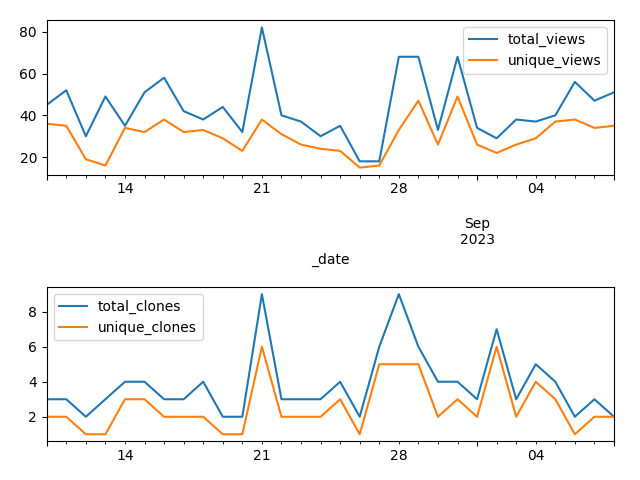 80
60
40
20
total_views
unique_views
14
21
28
04
Sep
2023
_date
8
6
4
2
total_clones
unique_clones
14
21
28
04